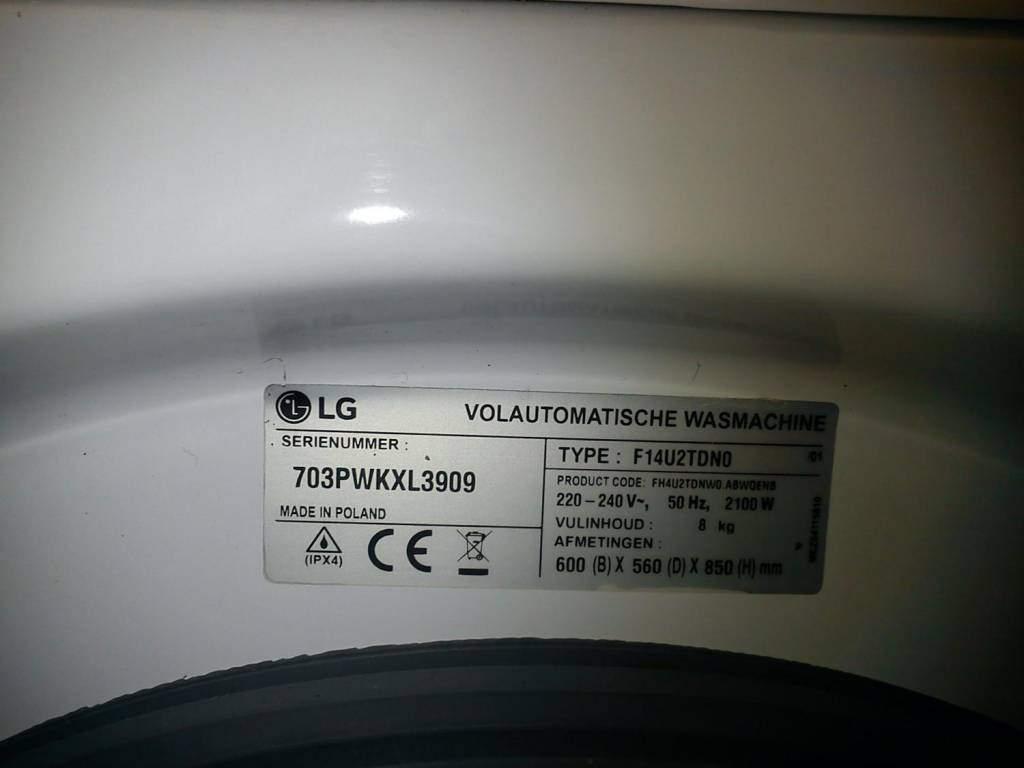 LG
VOLAUTOMATISCHE WASMACHINE
SERIENUMMER :
703PWKXL3909
MADE IN POLAND
(IPX4)
CE
TYPE : F14U2TDN0 01
PRODUCT CODE: FH4U2TDNW0.ABWQENB
220-240 V~, 50 Hz, 2100 W
VULINHOUD : 8 kg
AFMETINGEN :
600 (B) X 560 (D) X 850 (H) mm
P